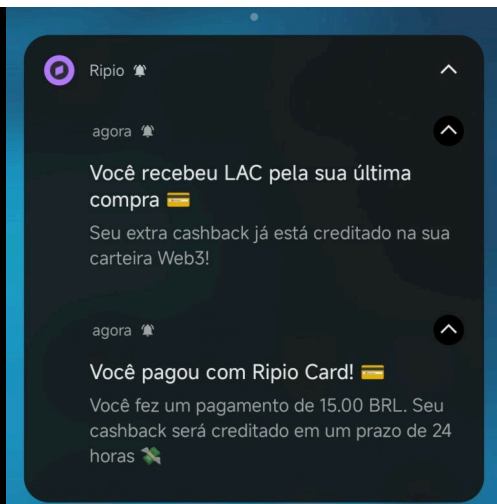 Ripio
agora
Você recebeu LAC pela sua última
compra 💳
Seu extra cashback já está creditado na sua
carteira Web3!
agora
Você pagou com Ripio Card! 💳
Você fez um pagamento de 15.00 BRL. Seu
cashback será creditado em um prazo de 24
horas 💸